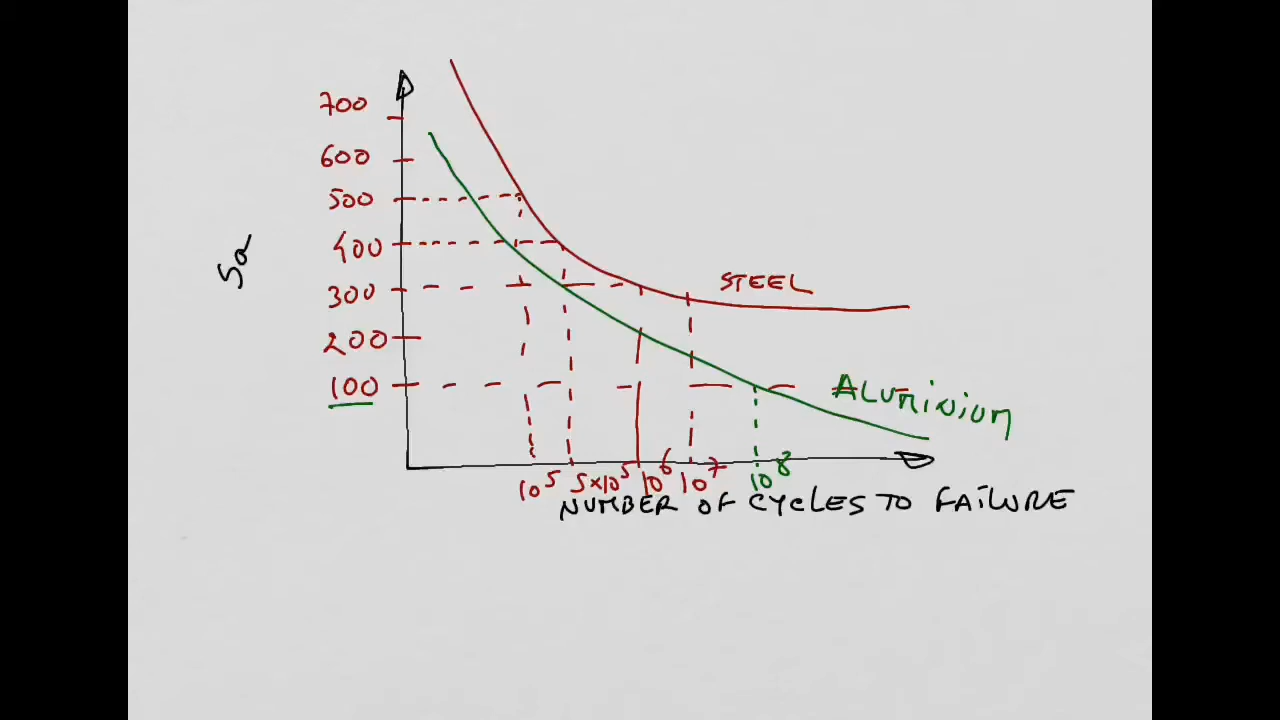 700
600
500
400
300
200
100
Sa
STEEL
ALUMINIUM
10⁵ 5×10⁵ 10⁶ 10⁷ 10⁸
NUMBER OF CYCLES TO FAILURE